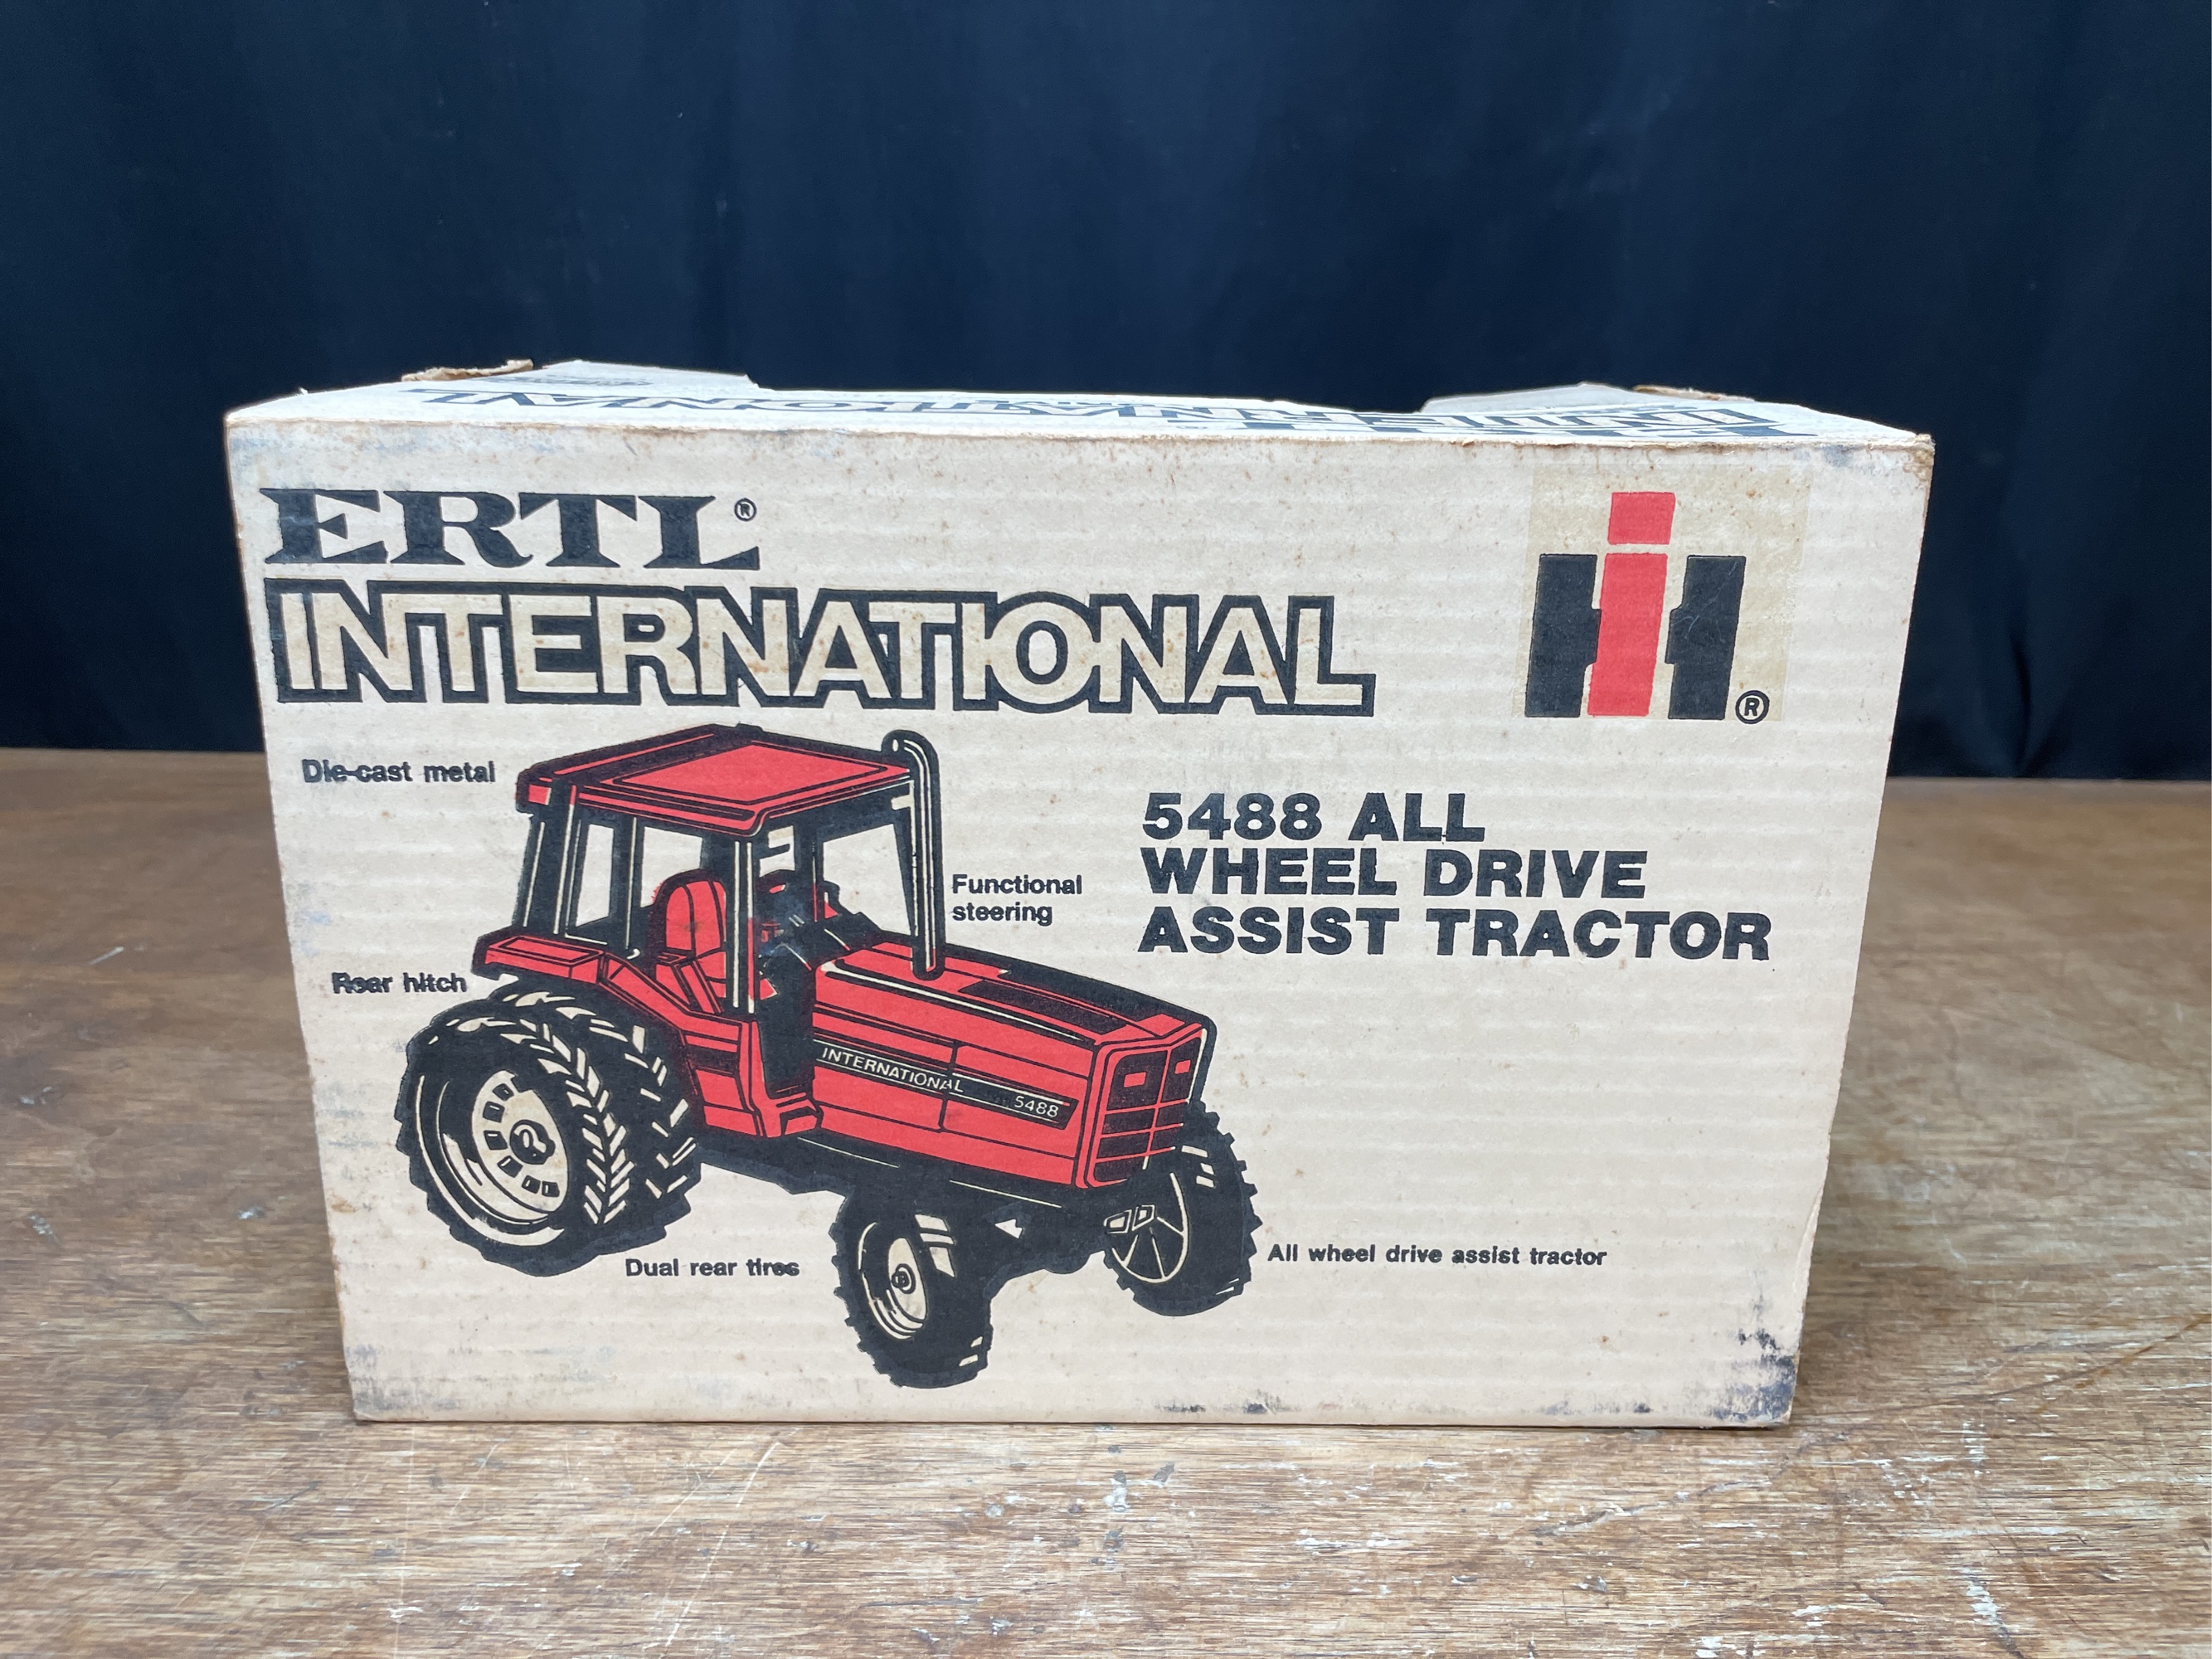 ERTL®
INTERNATIONAL
®
Die-cast metal
5488 ALL
WHEEL DRIVE
ASSIST TRACTOR
Functional
steering
Rear hitch
INTERNATIONAL
5488
Dual rear tires
All wheel drive assist tractor